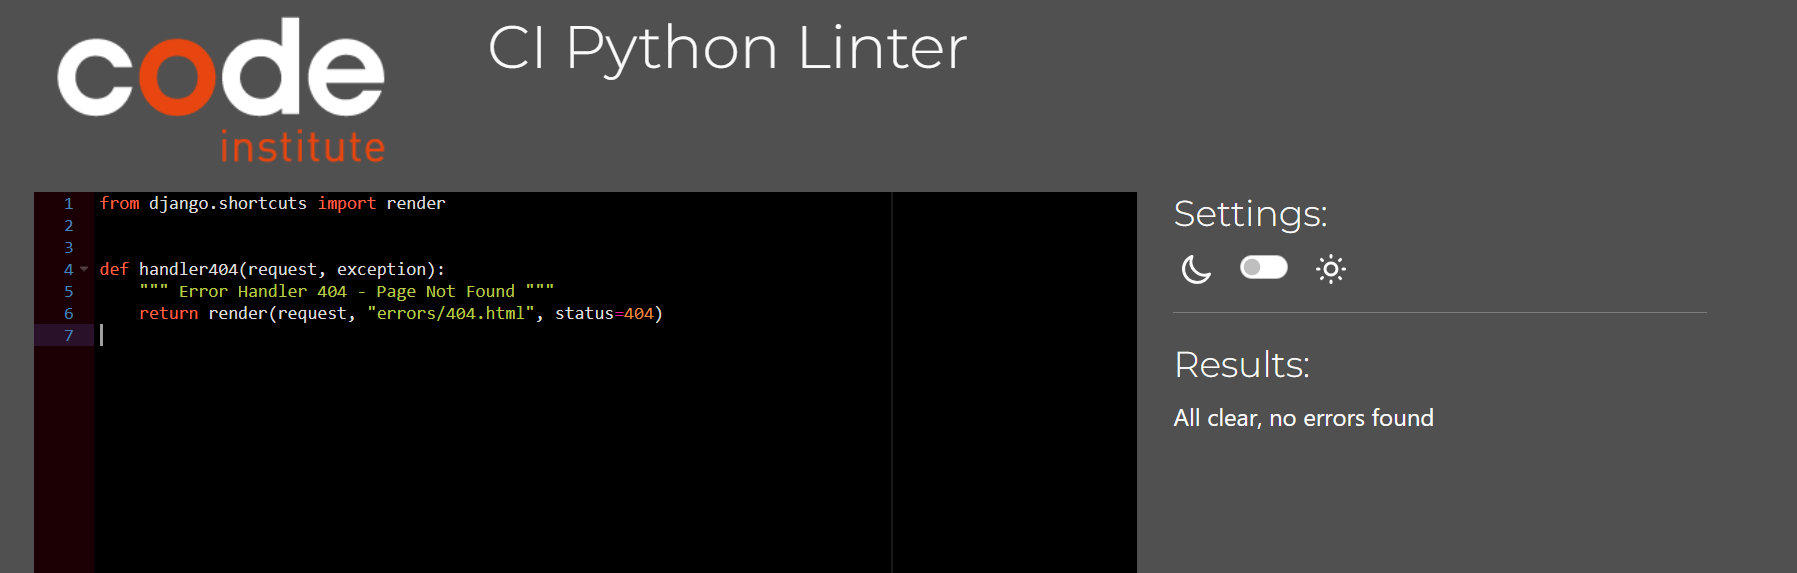 code
institute
CI Python Linter
1 from django.shortcuts import render
2
3
4 def handler404(request, exception):
5     """ Error Handler 404 - Page Not Found """
6     return render(request, "errors/404.html", status=404)
7
Settings:
Results:
All clear, no errors found